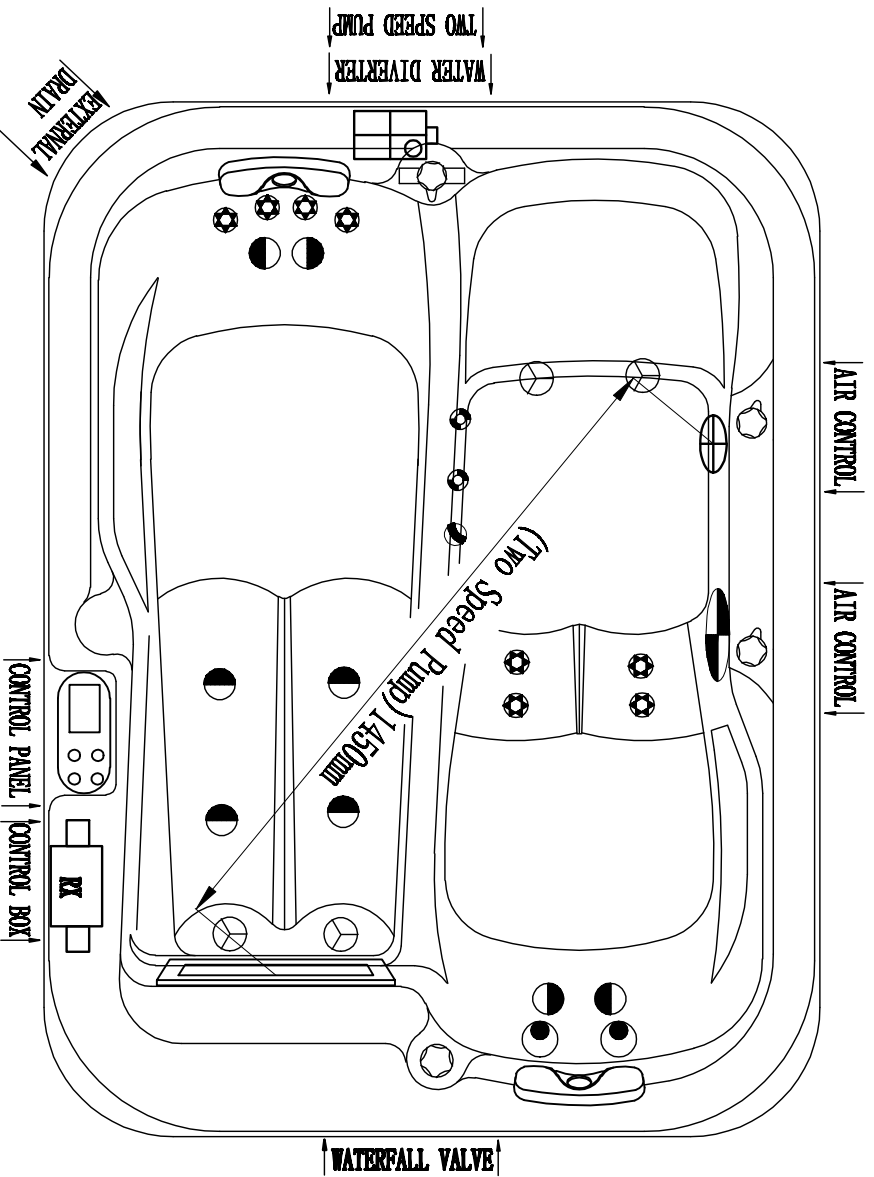 TWO SPEED PUMP
WATER DIVERTER
EXTERNAL
DRAIN
AIR CONTROL
AIR CONTROL
(Two Speed Pump)1450mm
CONTROL PANEL
CONTROL BOX
KX
WATERFALL VALVE